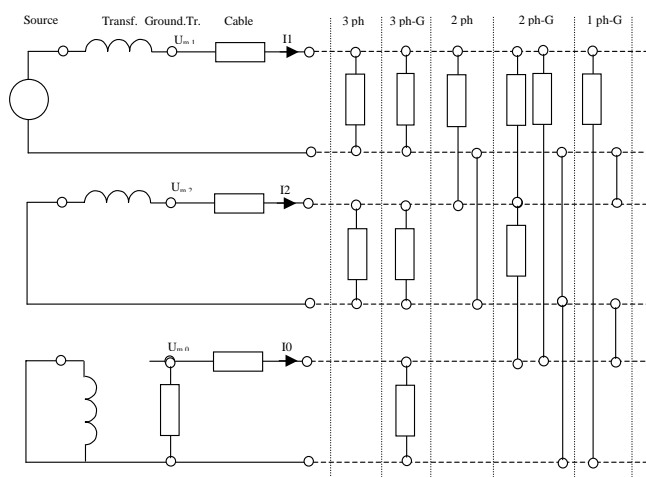 Source Transf. Ground.Tr. Cable 3 ph 3 ph-G 2 ph 2 ph-G 1 ph-G
Um 1 I1
Um 2 I2
Um 0 I0